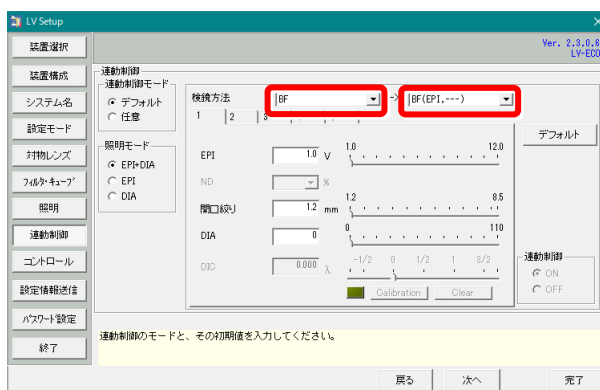 LV Setup
Ver. 2.3.0.6
LV-ECO
装置選択
装置構成
システム名
設定モード
対物レンズ
フィルタ・キューブ
照明
連動制御
コントロール
設定情報送信
パスワード設定
終了
連動制御
連動制御モード
デフォルト
任意
照明モード
EPI+DIA
EPI
DIA
検鏡方法
BF
->
BF(EPI,---)
1
2
3
デフォルト
EPI
1.0
V
1.0
12.0
ND
%
開口絞り
1.2
mm
1.2
8.5
DIA
0
0
110
DIC
0.000
λ
-1/2
0
1/2
1
3/2
Calibration
Clear
連動制御
ON
OFF
連動制御のモードと、その初期値を入力してください。
戻る
次へ
完了